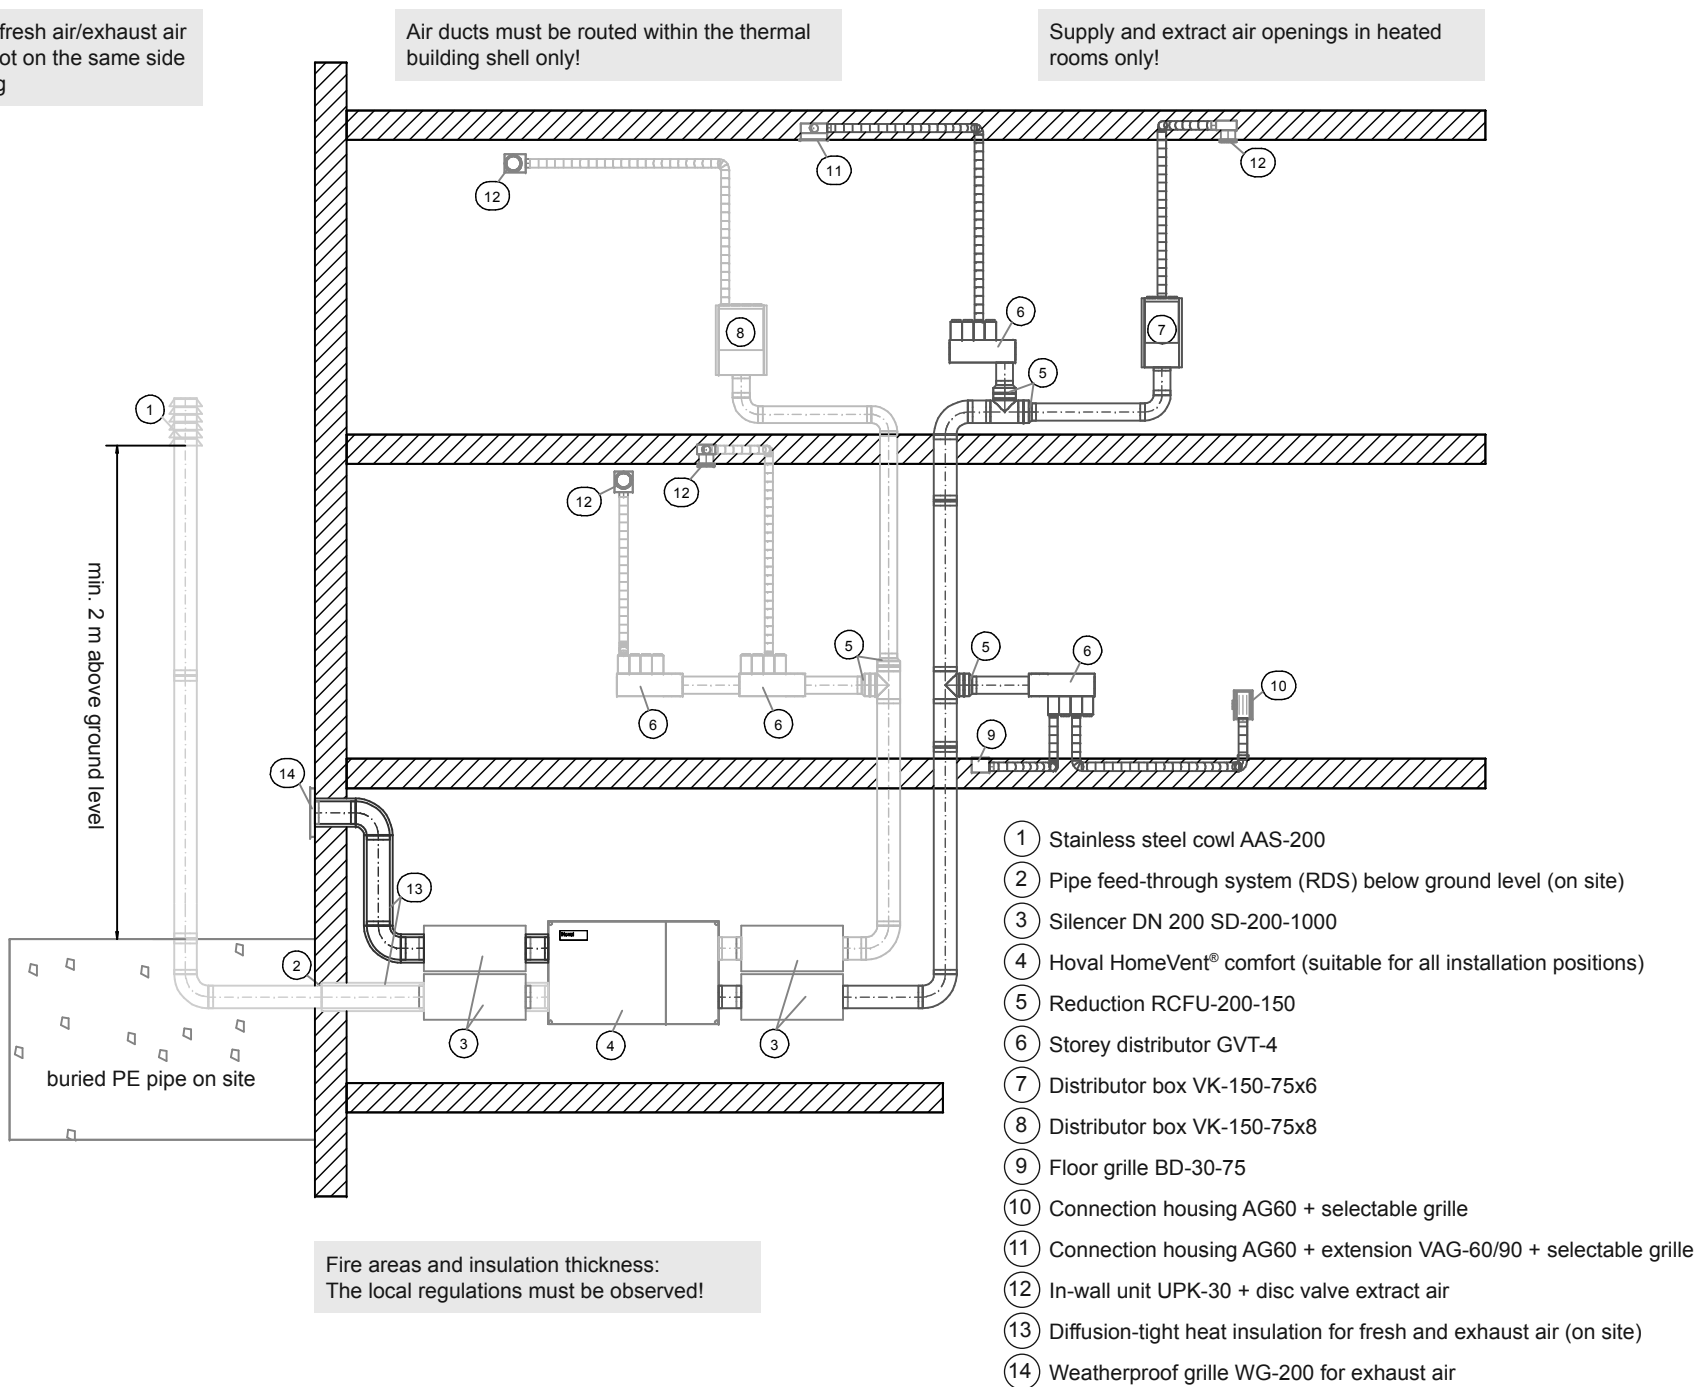 fresh air/exhaust air
ot on the same side
g
Air ducts must be routed within the thermal
building shell only!
Supply and extract air openings in heated
rooms only!
11
12
12
8
6
7
5
1
12
12
min. 2 m above ground level
5
5
6
10
6
6
9
14
13
2
3
4
3
buried PE pipe on site
1 Stainless steel cowl AAS-200
2 Pipe feed-through system (RDS) below ground level (on site)
3 Silencer DN 200 SD-200-1000
4 Hoval HomeVent® comfort (suitable for all installation positions)
5 Reduction RCFU-200-150
6 Storey distributor GVT-4
7 Distributor box VK-150-75x6
8 Distributor box VK-150-75x8
9 Floor grille BD-30-75
10 Connection housing AG60 + selectable grille
11 Connection housing AG60 + extension VAG-60/90 + selectable grille
12 In-wall unit UPK-30 + disc valve extract air
13 Diffusion-tight heat insulation for fresh and exhaust air (on site)
14 Weatherproof grille WG-200 for exhaust air
Fire areas and insulation thickness:
The local regulations must be observed!